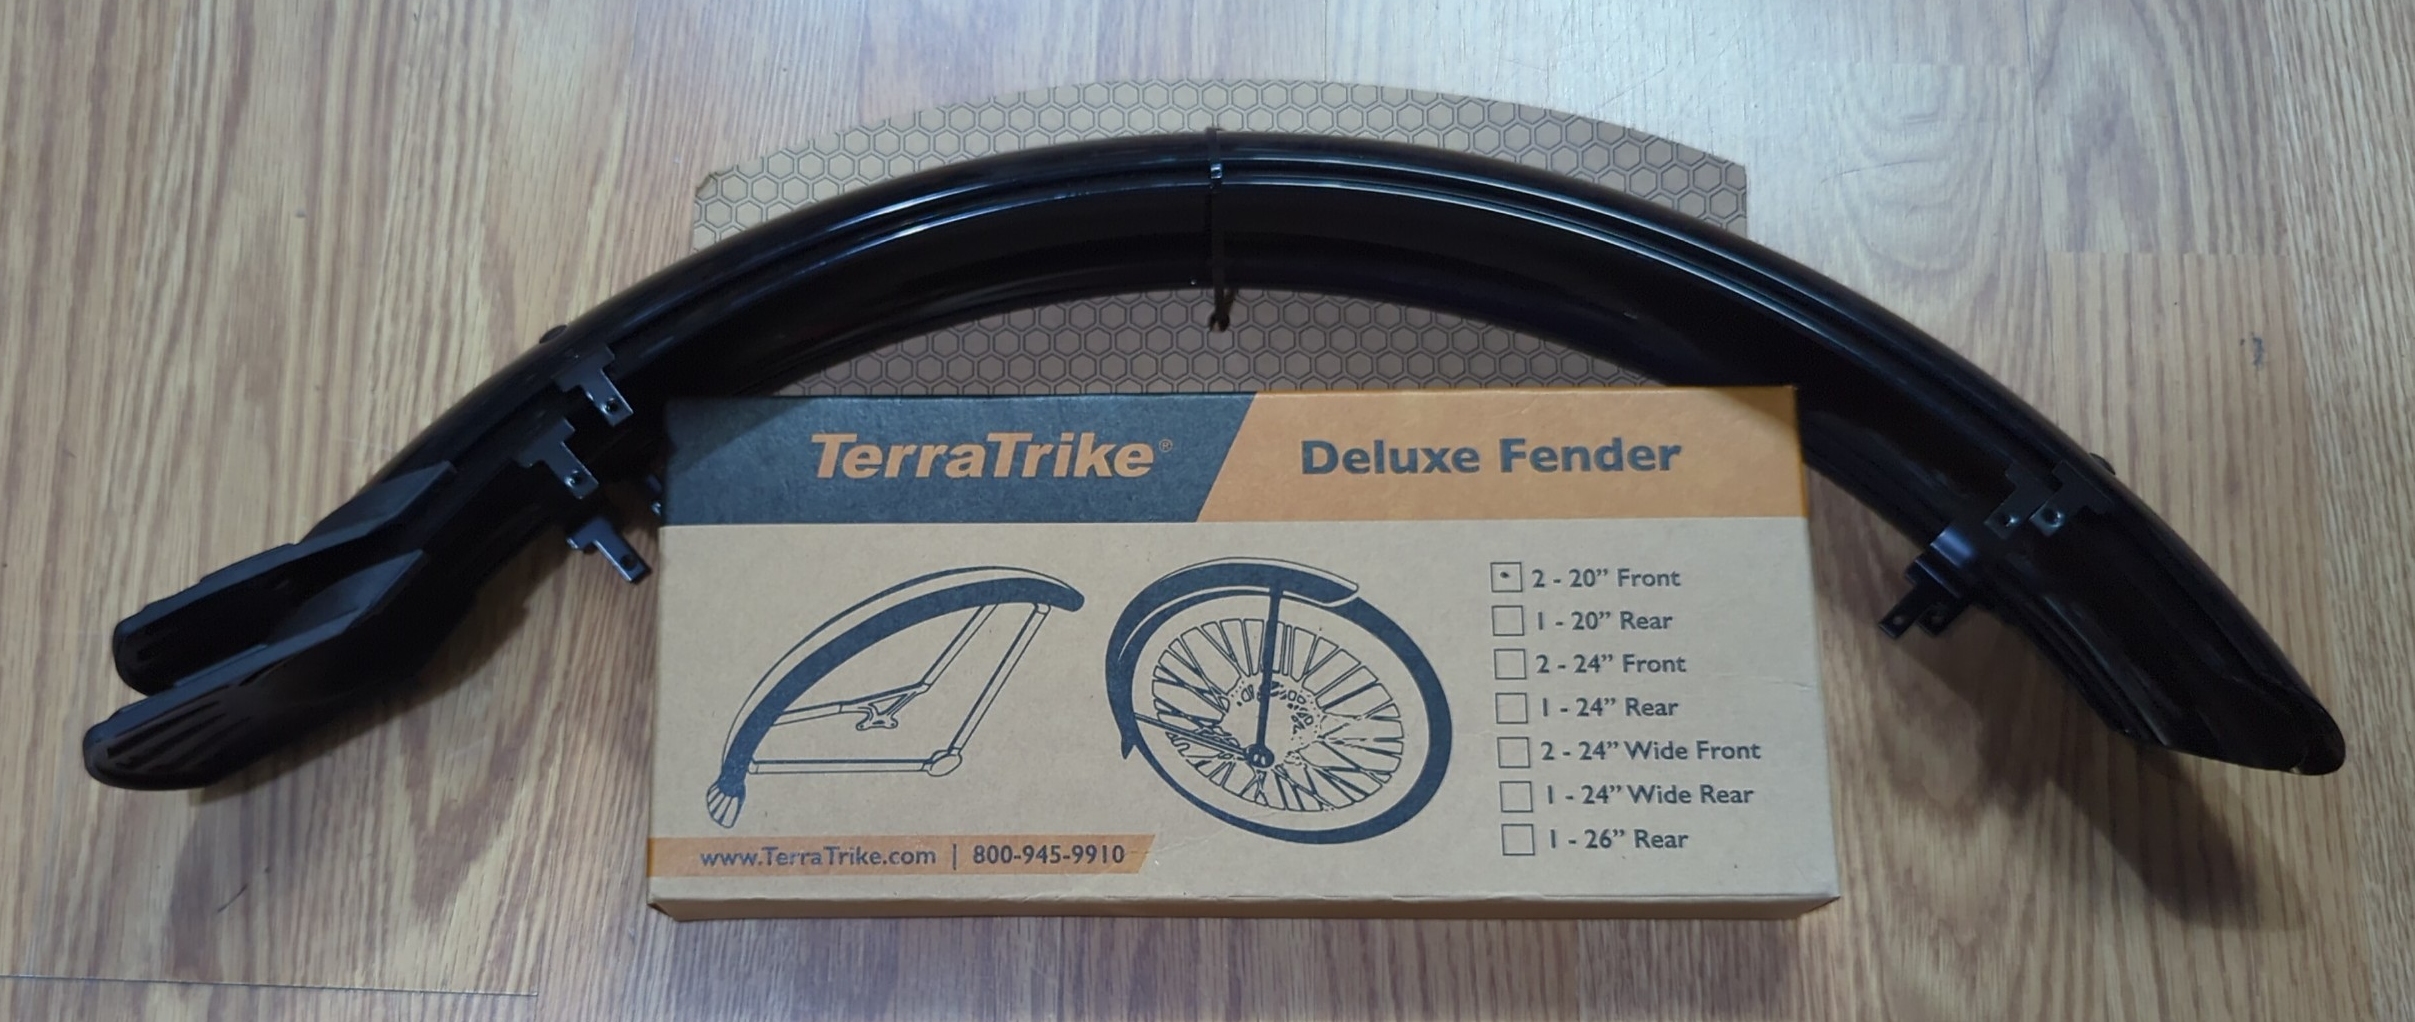 TerraTrike®
Deluxe Fender
2 - 20” Front
1 - 20” Rear
2 - 24” Front
1 - 24” Rear
2 - 24” Wide Front
1 - 24” Wide Rear
1 - 26” Rear
www.TerraTrike.com | 800-945-9910